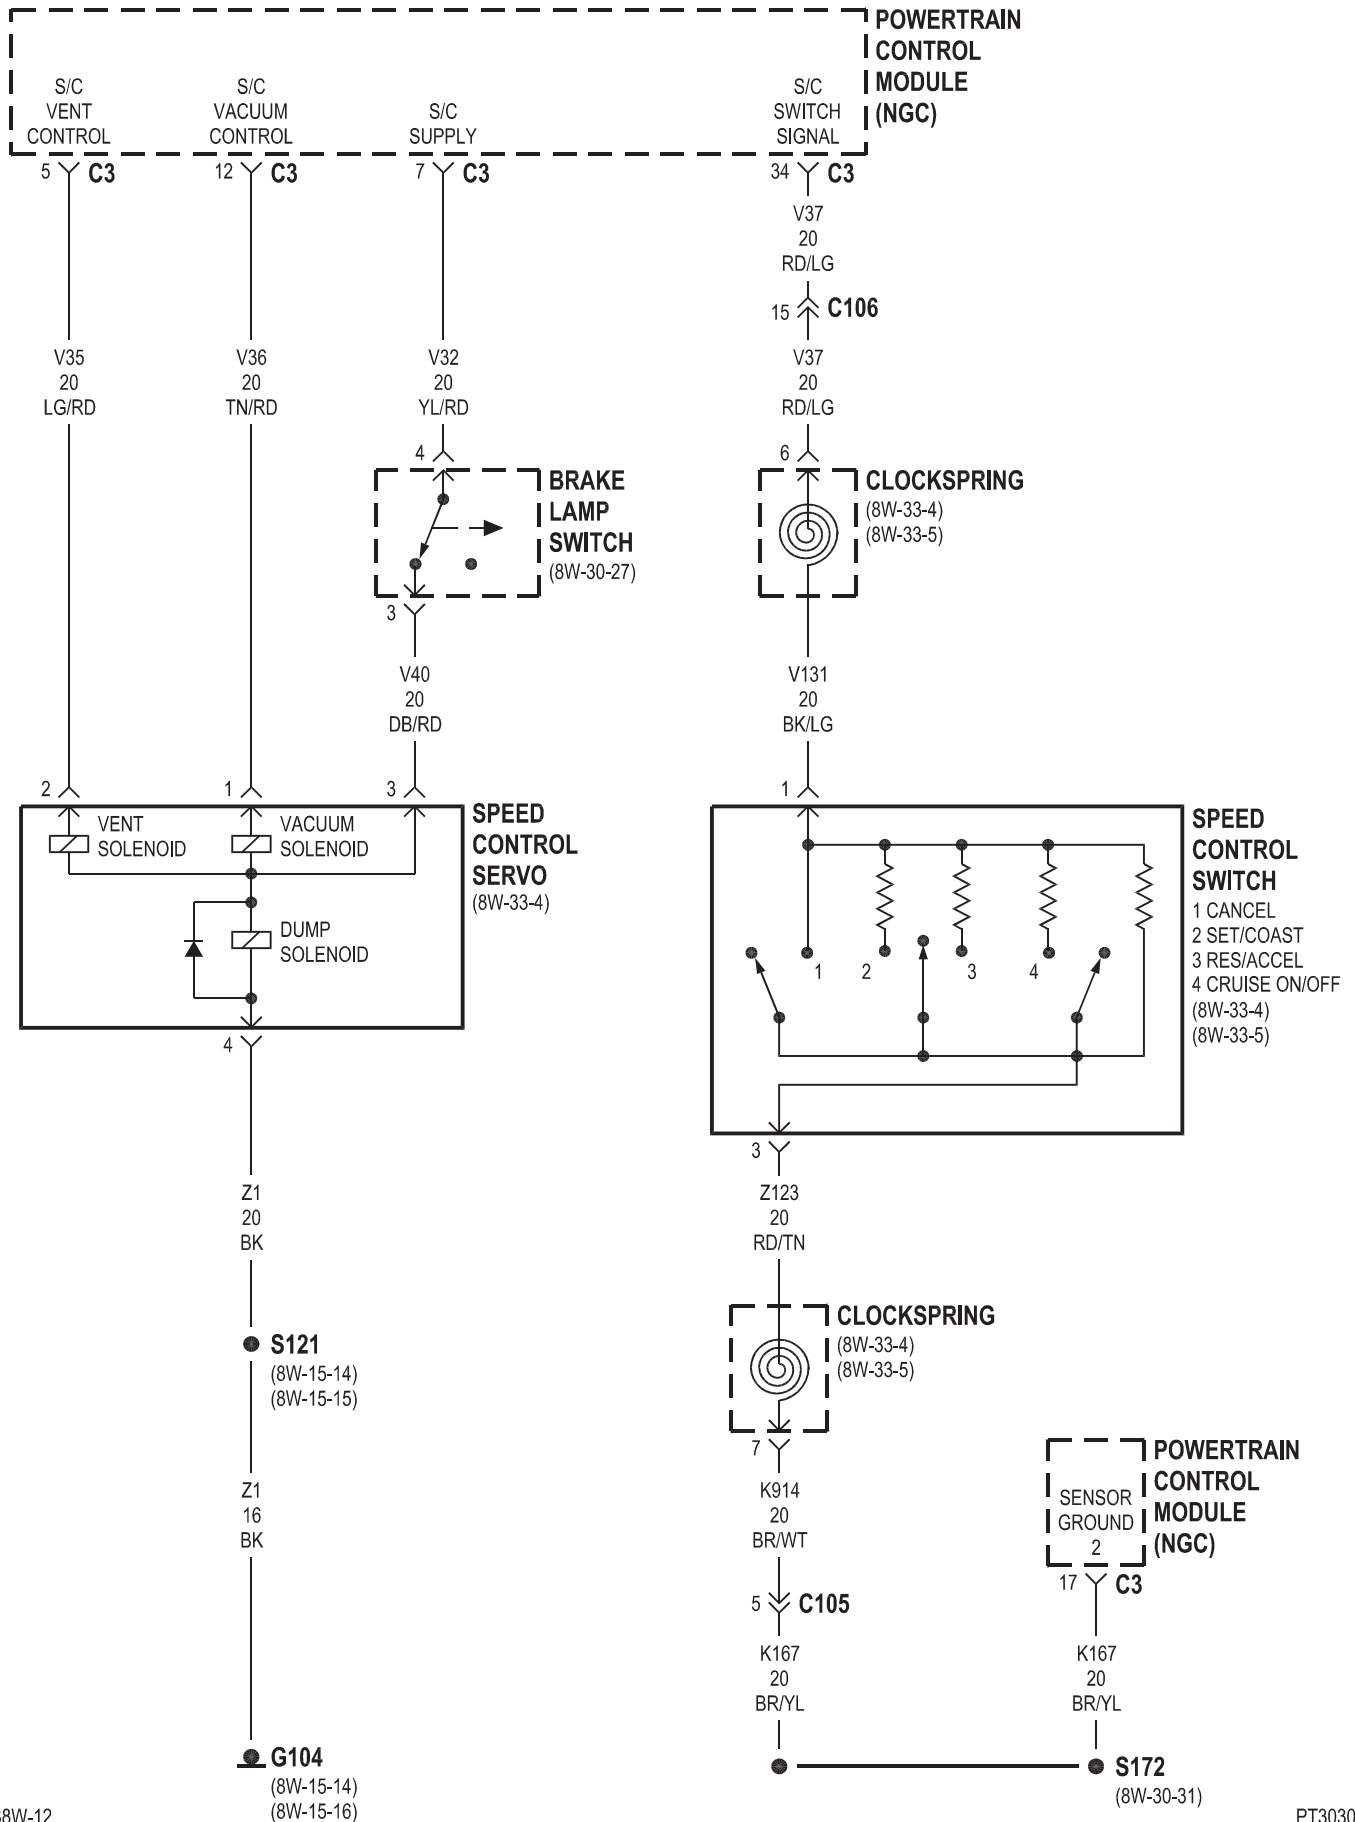 POWERTRAIN
CONTROL
MODULE
(NGC)
S/C
VENT
CONTROL
S/C
VACUUM
CONTROL
S/C
SUPPLY
S/C
SWITCH
SIGNAL
5 C3
12 C3
7 C3
34 C3
V37
20
RD/LG
15 C106
V35
20
LG/RD
V36
20
TN/RD
V32
20
YL/RD
V37
20
RD/LG
4
BRAKE
LAMP
SWITCH
(8W-30-27)
3
6
CLOCKSPRING
(8W-33-4)
(8W-33-5)
V40
20
DB/RD
V131
20
BK/LG
2
1
3
VENT
SOLENOID
VACUUM
SOLENOID
DUMP
SOLENOID
SPEED
CONTROL
SERVO
(8W-33-4)
4
1
1
2
3
4
SPEED
CONTROL
SWITCH
1 CANCEL
2 SET/COAST
3 RES/ACCEL
4 CRUISE ON/OFF
(8W-33-4)
(8W-33-5)
3
Z1
20
BK
Z123
20
RD/TN
S121
(8W-15-14)
(8W-15-15)
CLOCKSPRING
(8W-33-4)
(8W-33-5)
7
Z1
16
BK
K914
20
BR/WT
5 C105
K167
20
BR/YL
SENSOR
GROUND
2
POWERTRAIN
CONTROL
MODULE
(NGC)
17 C3
K167
20
BR/YL
G104
(8W-15-14)
(8W-15-16)
S172
(8W-30-31)
8W-12
PT3030